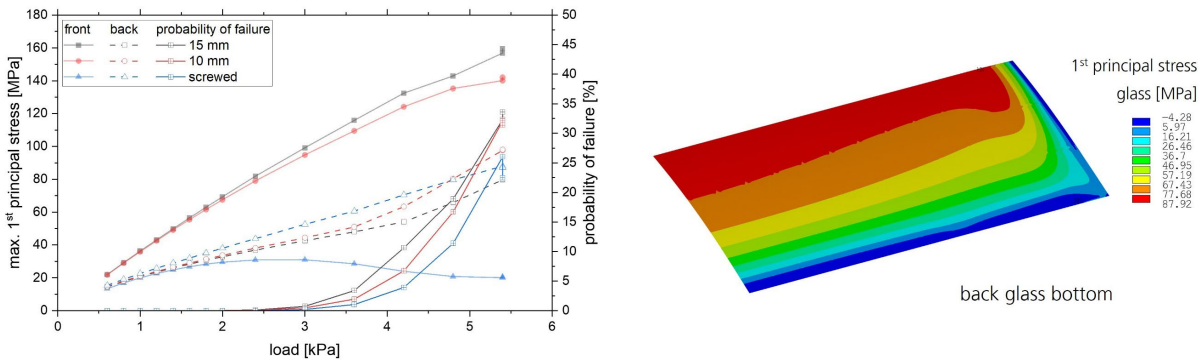 front back probability of failure
15 mm
10 mm
screwed
max. 1st principal stress [MPa]
180
160
140
120
100
80
60
40
20
0
50
45
40
35
30
25
20
15
10
5
0
probability of failure [%]
0 1 2 3 4 5 6
load [kPa]
1st principal stress
glass [MPa]
-4.28
5.97
16.21
26.46
36.7
46.95
57.19
67.43
77.68
87.92
back glass bottom